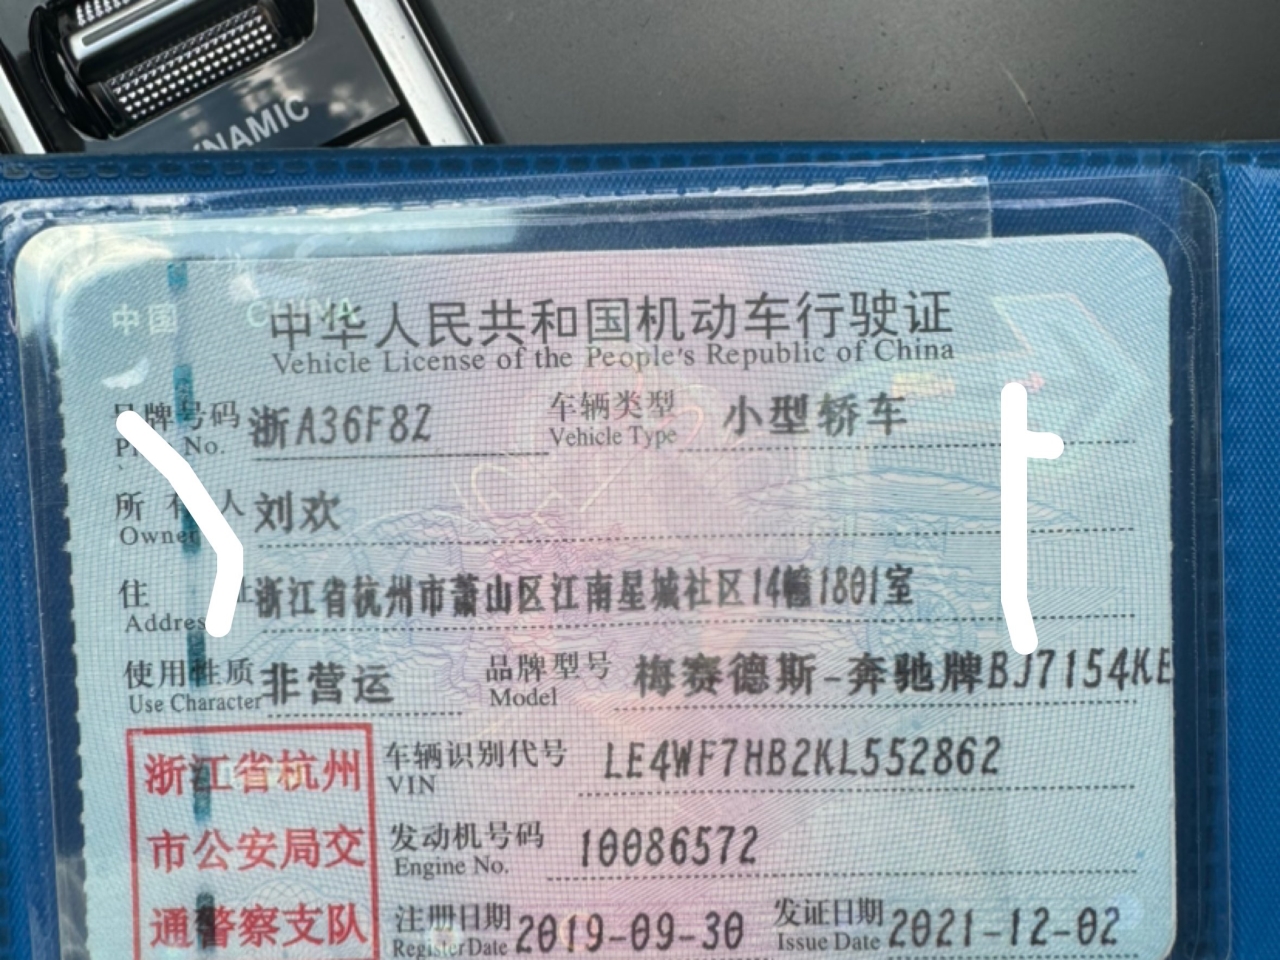 NAMIC
中国 CHINA
中华人民共和国机动车行驶证
Vehicle License of the People's Republic of China
号码 浙A36F8Z 车辆类型 小型轿车
No. Vehicle Type
所有人 刘欢
Owner
住 浙江省杭州市萧山区江南星城社区14幢1801室
Addres
使用性质 非营运 品牌型号 梅赛德斯-奔驰牌BJ7154KE
Use Character Model
浙江省杭州 车辆识别代号 LE4WF7HB2KL552862
VIN
市公安局交 发动机号码 10086572
Engine No.
通警察支队 注册日期 2019-09-30 发证日期 2021-12-02
Register Date Issue Date